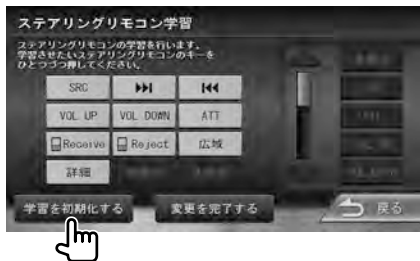 ステアリングリモコン学習
ステアリングリモコンの学習を行います。
学習させたいステアリングリモコンのキーを
ひとつづつ押してください。
SRC ▶▶I I◀◀
VOL UP VOL DOWN ATT
Receive Reject 広域
詳細
学習を初期化する 変更を完了する 戻る